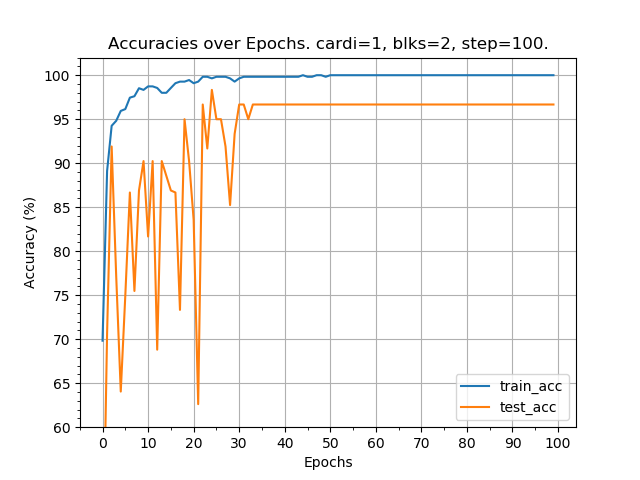 Accuracies over Epochs. cardi=1, blks=2, step=100.
Accuracy (%)
100
95
90
85
80
75
70
65
60
0 10 20 30 40 50 60 70 80 90 100
Epochs
train_acc
test_acc